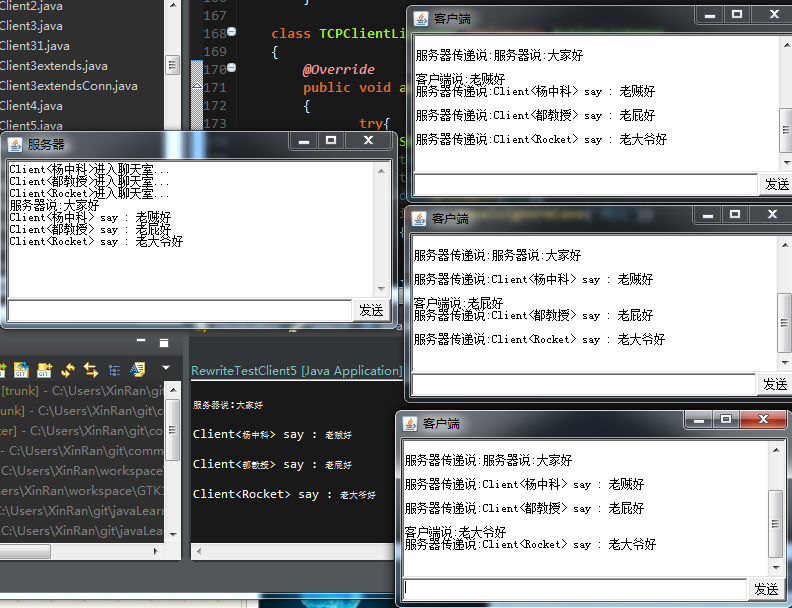 Client2.java
Client3.java
Client31.java
Client3extends.java
Client3extendsConn.java
Client4.java
Client5.java
167
168
class TCPClientLi
169
{
170
@Override
171
public void a
172
{
173
try{
服务器
Client<杨中科>进入聊天室...
Client<都教授>进入聊天室...
Client<Rocket>进入聊天室...
服务器说:大家好
Client<杨中科> say : 老贼好
Client<都教授> say : 老屁好
Client<Rocket> say : 老大爷好
发送
客户端
服务器传递说:服务器说:大家好
客户端说:老贼好
服务器传递说:Client<杨中科> say : 老贼好
服务器传递说:Client<都教授> say : 老屁好
服务器传递说:Client<Rocket> say : 老大爷好
发送
客户端
服务器传递说:服务器说:大家好
服务器传递说:Client<杨中科> say : 老贼好
客户端说:老屁好
服务器传递说:Client<都教授> say : 老屁好
服务器传递说:Client<Rocket> say : 老大爷好
发送
客户端
服务器传递说:服务器说:大家好
服务器传递说:Client<杨中科> say : 老贼好
服务器传递说:Client<都教授> say : 老屁好
客户端说:老大爷好
服务器传递说:Client<Rocket> say : 老大爷好
发送
[trunk] - C:\Users\XinRan\git
unk] - C:\Users\XinRan\git\co
ter] - C:\Users\XinRan\git\co
- C:\Users\XinRan\git\comm
C:\Users\XinRan\workspace
ers\XinRan\workspace\GTK
C:\Users\XinRan\git\javaLear
C:\Users\XinRan\git\javaLea
RewriteTestClient5 [Java Application]
服务器说:大家好
Client<杨中科> say : 老贼好
Client<都教授> say : 老屁好
Client<Rocket> say : 老大爷好